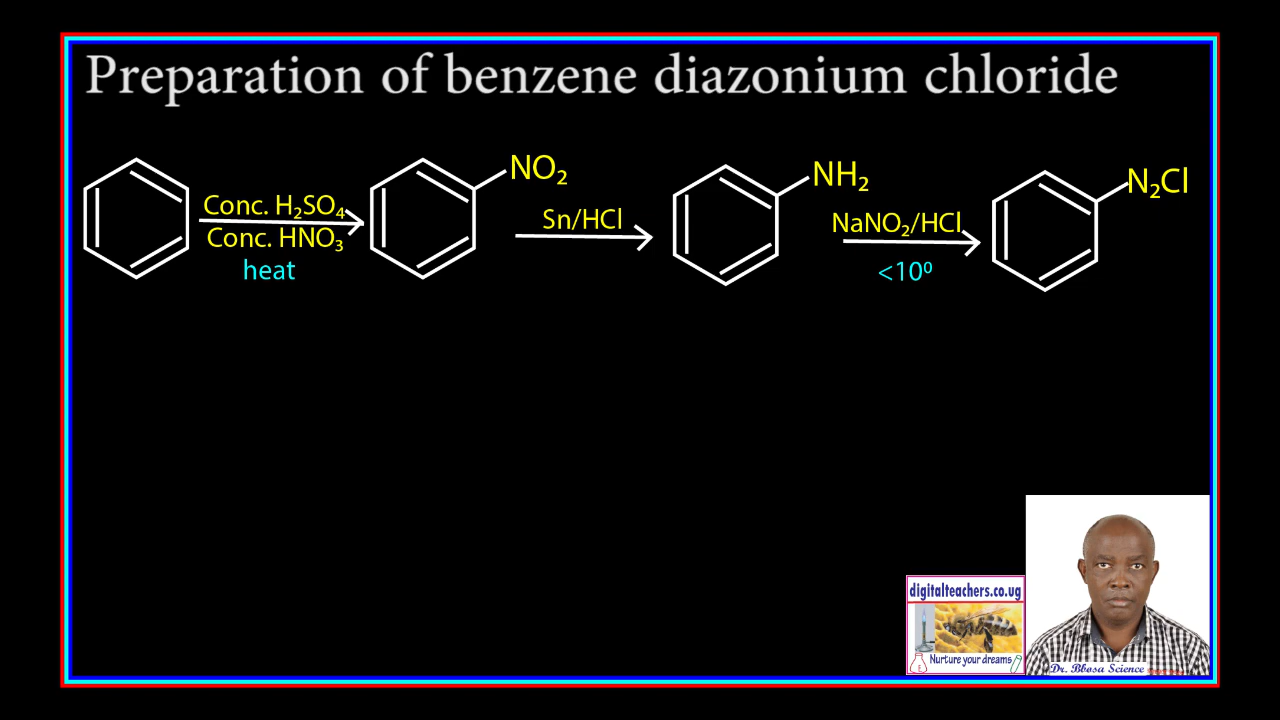 Preparation of benzene diazonium chloride
Conc. H₂SO₄
Conc. HNO₃
heat
NO₂
Sn/HCl
NH₂
NaNO₂/HCl
<10⁰
N₂Cl
digitalteachers.co.ug
Nurture your dreams
Dr. Bbosa Science